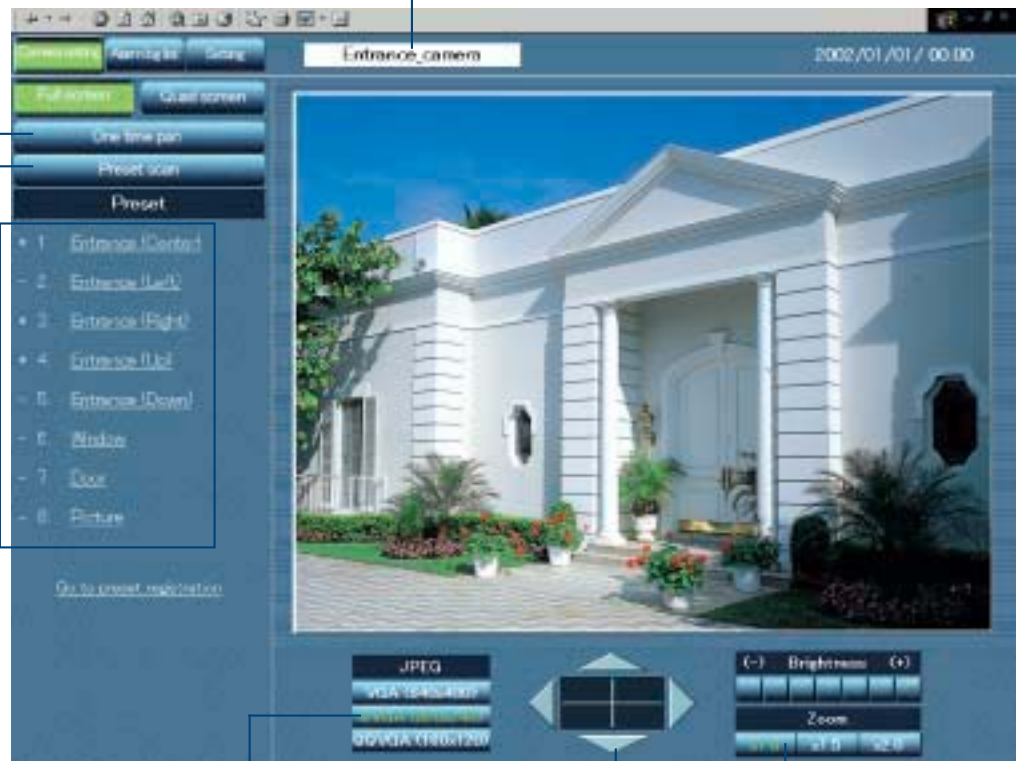 Camera control Alarm log list Setting
Entrance_camera
2002/01/01/ 00:00
Full screen Quad screen
One time pan
Preset scan
Preset
1 Entrance (Center)
- 2 Entrance (Left)
3 Entrance (Right)
4 Entrance (Up)
- 5 Entrance (Down)
- 6 Window
- 7 Door
- 8 Picture
Go to preset registration
JPEG
VGA (640x480)
QQVGA (160x120)
(-) Brightness (+)
Zoom
x1.0 x1.5 x2.0